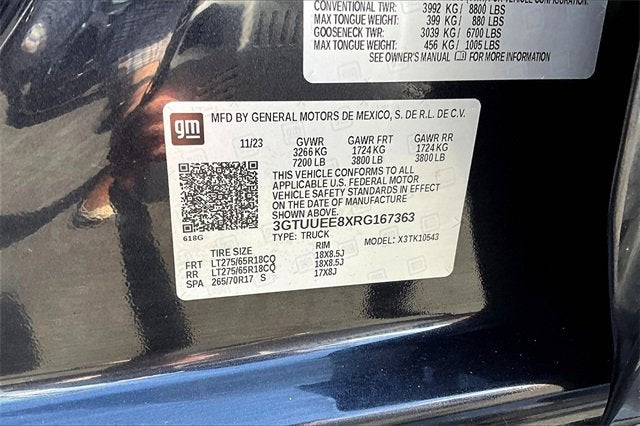 CONVENTIONAL TWR: 3992 KG / 8800 LBS
MAX TONGUE WEIGHT: 399 KG / 880 LBS
GOOSENECK TWR: 3039 KG / 6700 LBS
MAX TONGUE WEIGHT: 456 KG / 1005 LBS
SEE OWNER'S MANUAL FOR MORE INFORMATION
gm
MFD BY GENERAL MOTORS DE MEXICO, S. DE R.L. DE C.V.
11/23 GVWR GAWR FRT GAWR RR
3266 KG 1724 KG 1724 KG
7200 LB 3800 LB 3800 LB
THIS VEHICLE CONFORMS TO ALL
APPLICABLE U.S. FEDERAL MOTOR
VEHICLE SAFETY STANDARDS IN EFFECT
ON THE DATE OF MANUFACTURE
SHOWN ABOVE.
3GTUUEE8XRG167363
618G
TYPE: TRUCK MODEL: X3TK10543
TIRE SIZE RIM
FRT LT275/65R18CQ 18X8.5J
RR LT275/65R18CQ 18X8.5J
SPA 265/70R17 S 17X8J